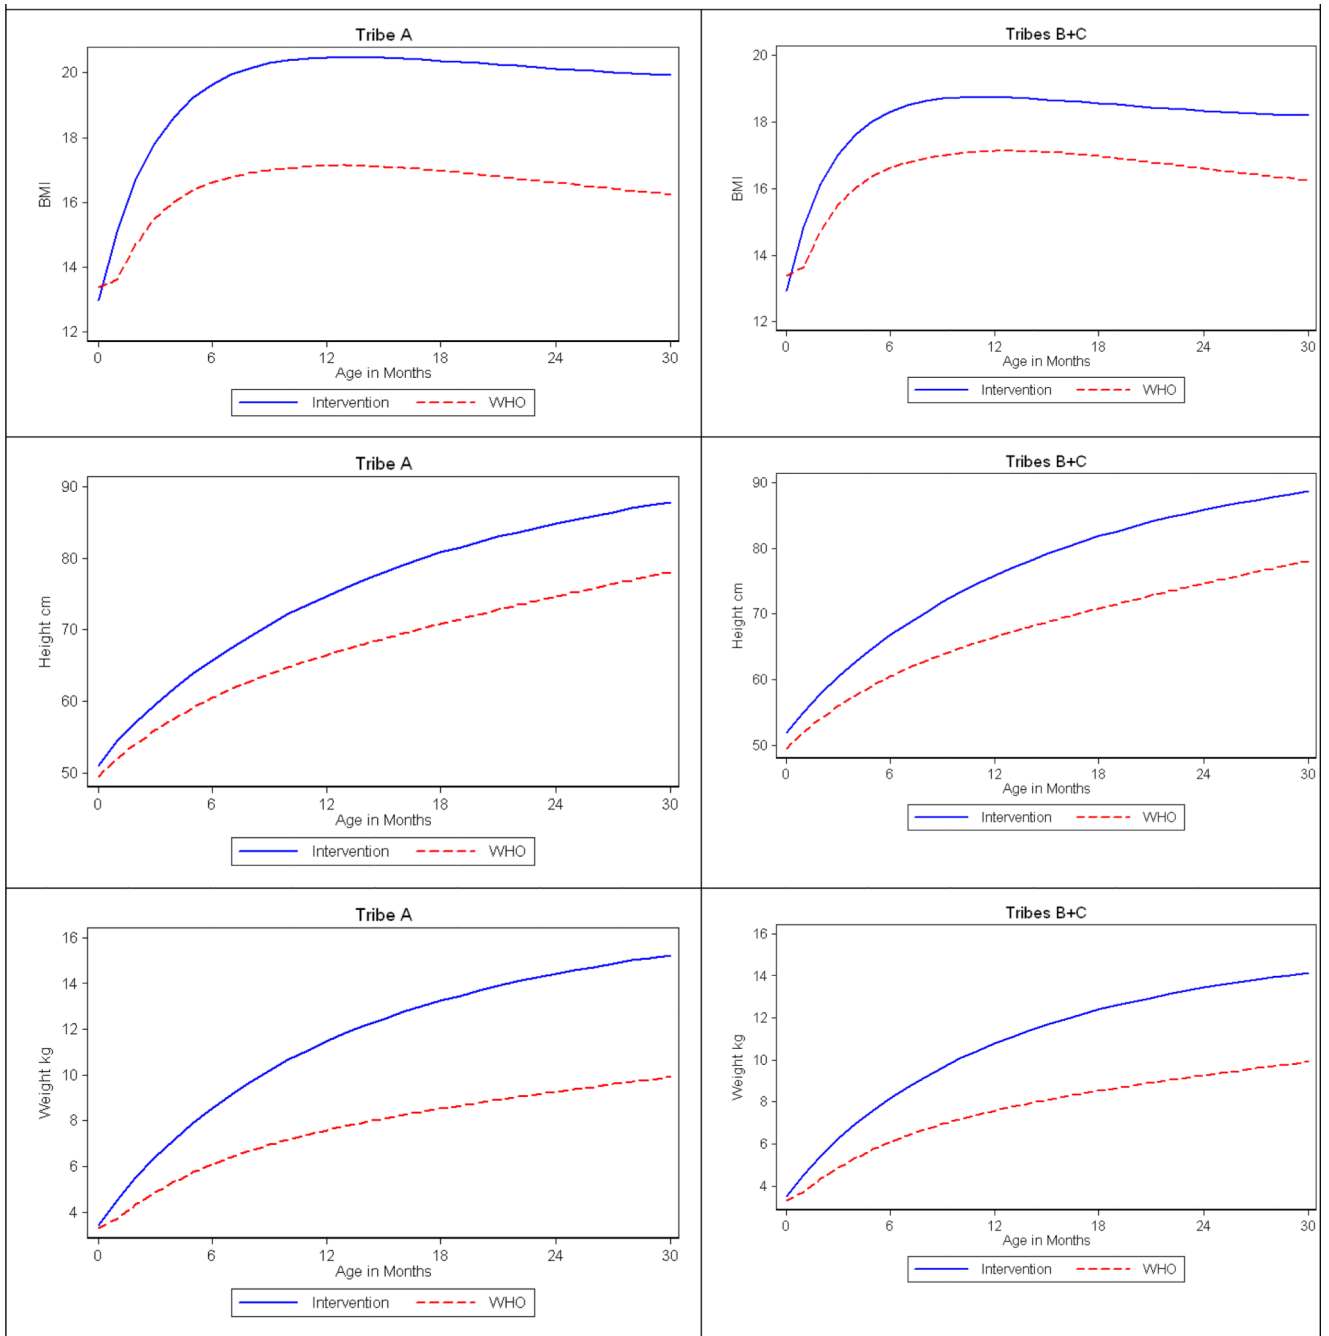 Tribe A
20
18
16
14
12
BMI
0 6 12 18 24 30
Age in Months
Intervention WHO
Tribes B+C
20
18
16
14
12
BMI
0 6 12 18 24 30
Age in Months
Intervention WHO
Tribe A
90
80
70
60
50
Height cm
0 6 12 18 24 30
Age in Months
Intervention WHO
Tribes B+C
90
80
70
60
50
Height cm
0 6 12 18 24 30
Age in Months
Intervention WHO
Tribe A
16
14
12
10
8
6
4
Weight kg
0 6 12 18 24 30
Age in Months
Intervention WHO
Tribes B+C
16
14
12
10
8
6
4
Weight kg
0 6 12 18 24 30
Age in Months
Intervention WHO